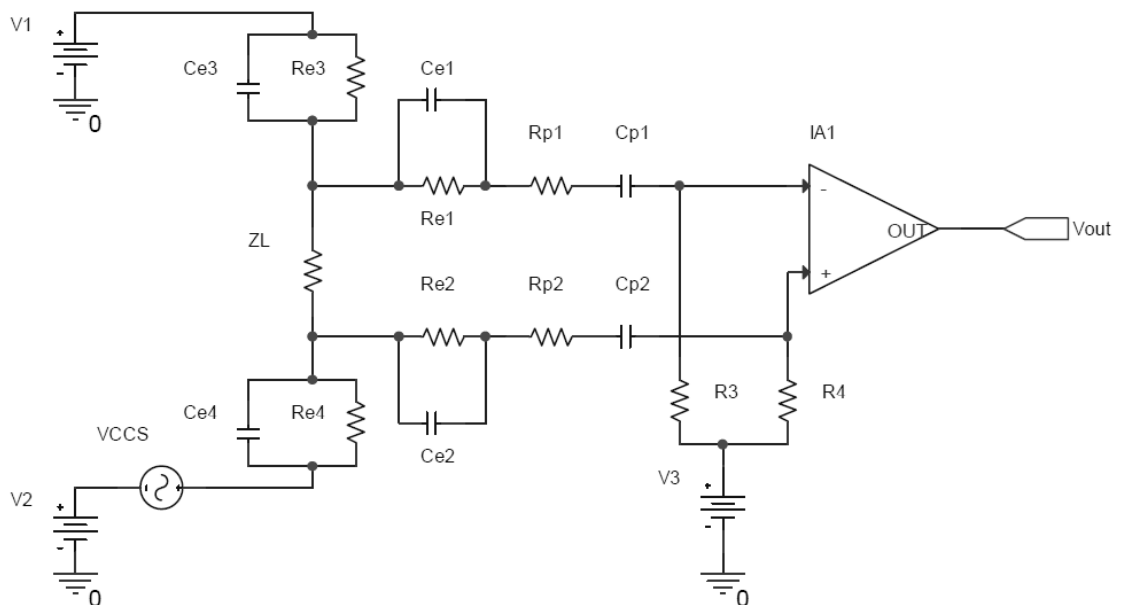 V1
+
-
0
Ce3
Re3
Ce1
Re1
Rp1
Cp1
IA1
-
+
OUT
Vout
ZL
Re2
Rp2
Cp2
Ce2
Ce4
Re4
VCCS
R3
R4
V2
+
-
0
V3
+
-
0